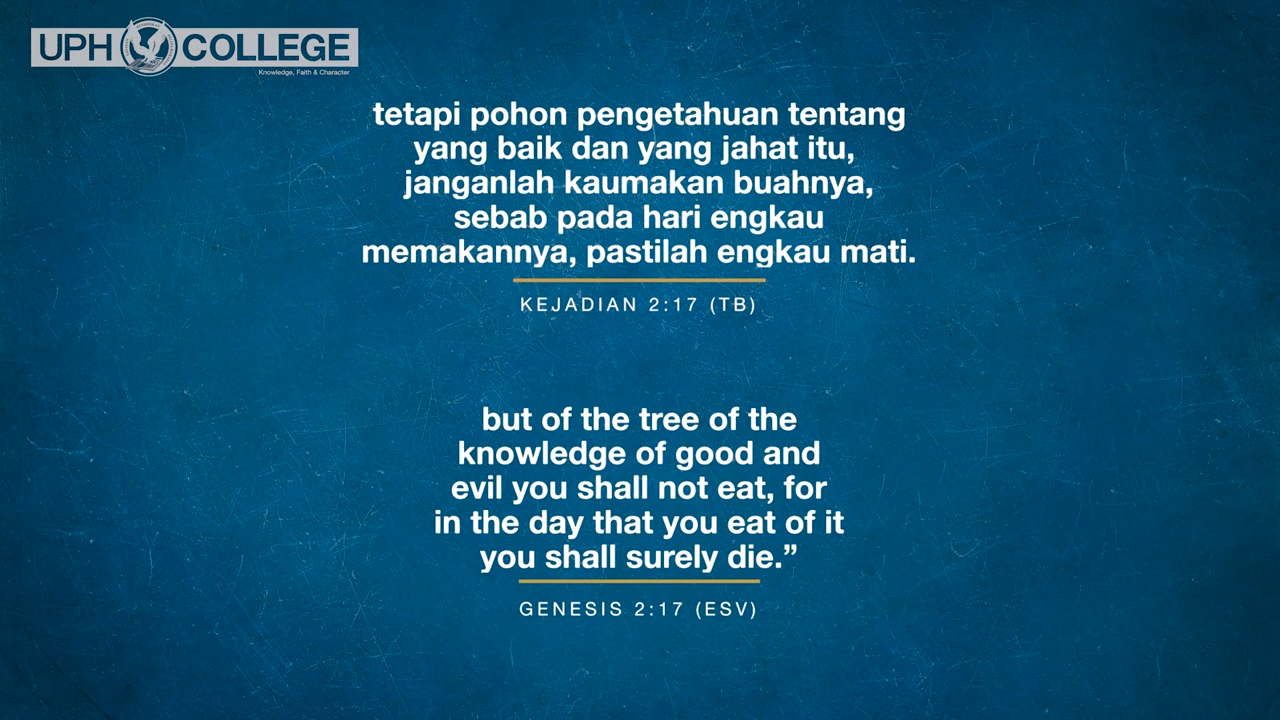 UPH COLLEGE
Knowledge, Faith & Character
tetapi pohon pengetahuan tentang
yang baik dan yang jahat itu,
janganlah kaumakan buahnya,
sebab pada hari engkau
memakannya, pastilah engkau mati.
KEJADIAN 2:17 (TB)
but of the tree of the
knowledge of good and
evil you shall not eat, for
in the day that you eat of it
you shall surely die.”
GENESIS 2:17 (ESV)